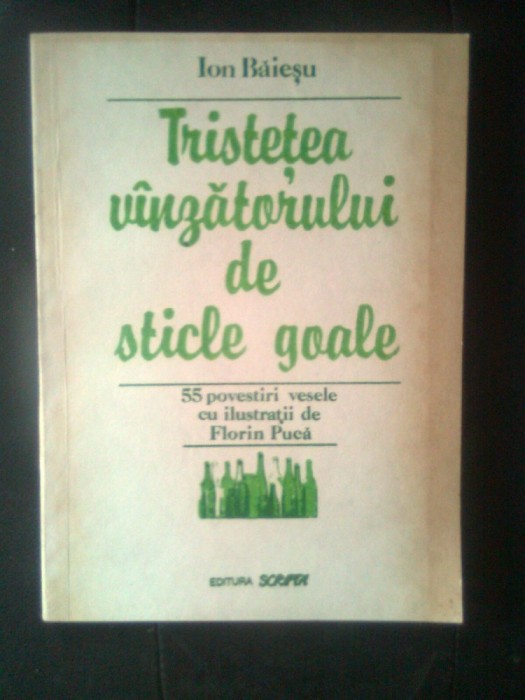 Ion Băieșu
Tristețea
vînzătorului
de
sticle goale
55 povestiri vesele
cu ilustrații de
Florin Pucă
EDITURA SCRIPTA